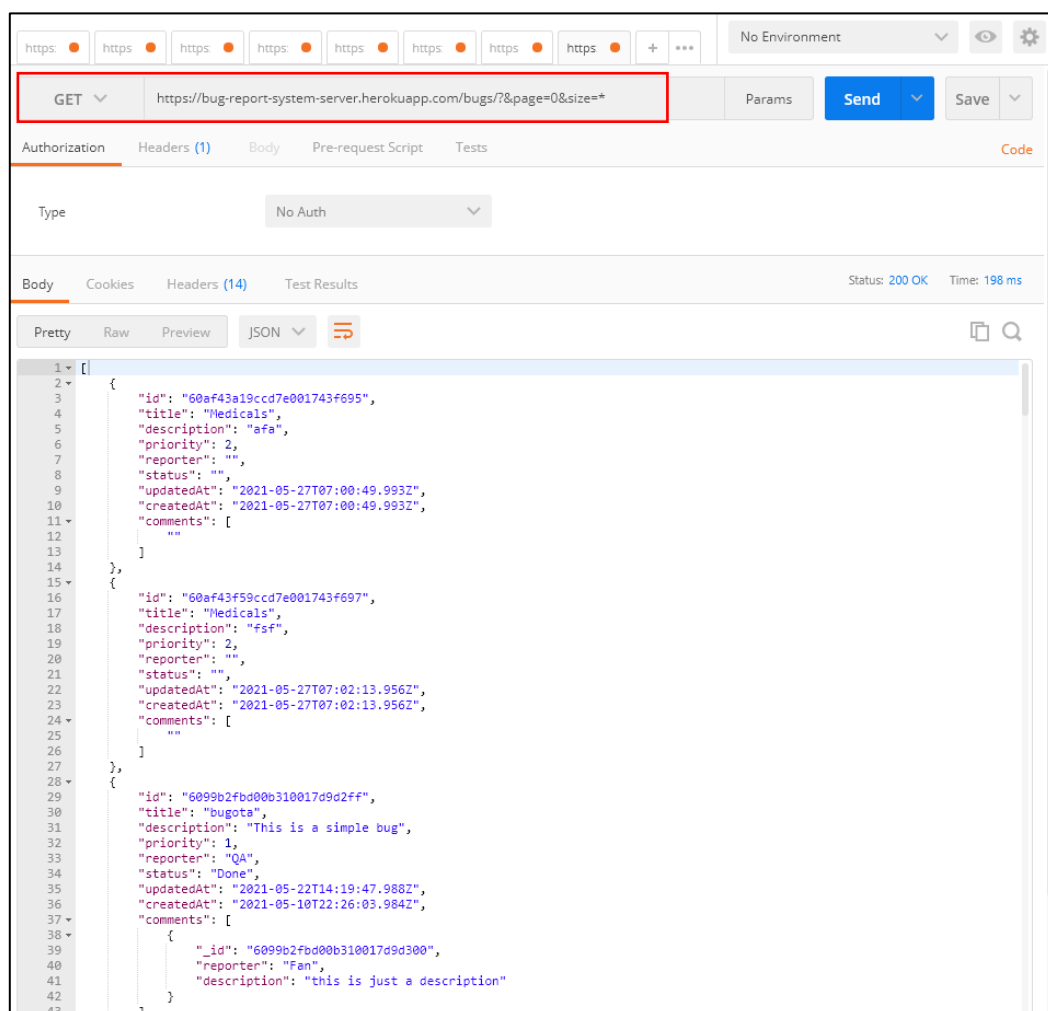 https: https https: https: https https: https https + •••
No Environment
GET https://bug-report-system-server.herokuapp.com/bugs/?&page=0&size=* Params Send Save
Authorization Headers (1) Body Pre-request Script Tests Code
Type No Auth
Body Cookies Headers (14) Test Results Status: 200 OK Time: 198 ms
Pretty Raw Preview JSON
1 [
2 {
3 "id": "60af43a19ccd7e001743f695",
4 "title": "Medicals",
5 "description": "afa",
6 "priority": 2,
7 "reporter": "",
8 "status": "",
9 "updatedAt": "2021-05-27T07:00:49.993Z",
10 "createdAt": "2021-05-27T07:00:49.993Z",
11 "comments": [
12 ""
13 ]
14 },
15 {
16 "id": "60af43f59ccd7e001743f697",
17 "title": "Medicals",
18 "description": "fsf",
19 "priority": 2,
20 "reporter": "",
21 "status": "",
22 "updatedAt": "2021-05-27T07:02:13.956Z",
23 "createdAt": "2021-05-27T07:02:13.956Z",
24 "comments": [
25 ""
26 ]
27 },
28 {
29 "id": "6099b2fbd00b310017d9d2ff",
30 "title": "bugota",
31 "description": "This is a simple bug",
32 "priority": 1,
33 "reporter": "QA",
34 "status": "Done",
35 "updatedAt": "2021-05-22T14:19:47.988Z",
36 "createdAt": "2021-05-10T22:26:03.984Z",
37 "comments": [
38 {
39 "_id": "6099b2fbd00b310017d9d300",
40 "reporter": "Fan",
41 "description": "this is just a description"
42 }
43 ]